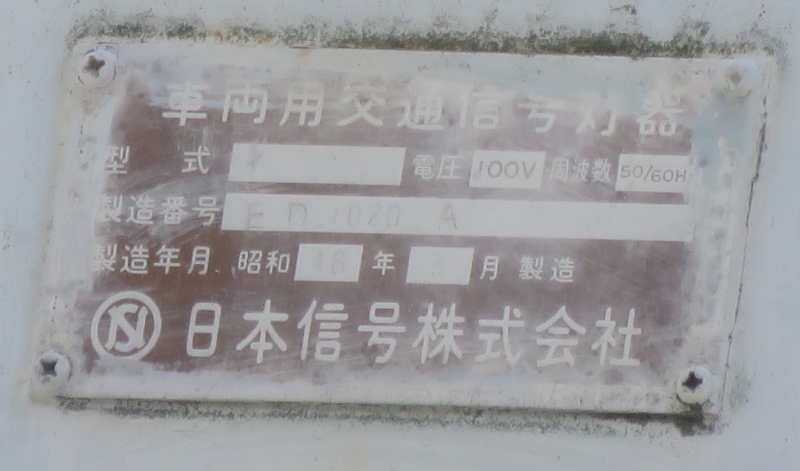 車両用交通信号灯器
型 式 電圧 100V 周波数 50/60H
製造番号 ED 1020 A
製造年月 昭和 48 年 3 月 製造
日本信号株式会社